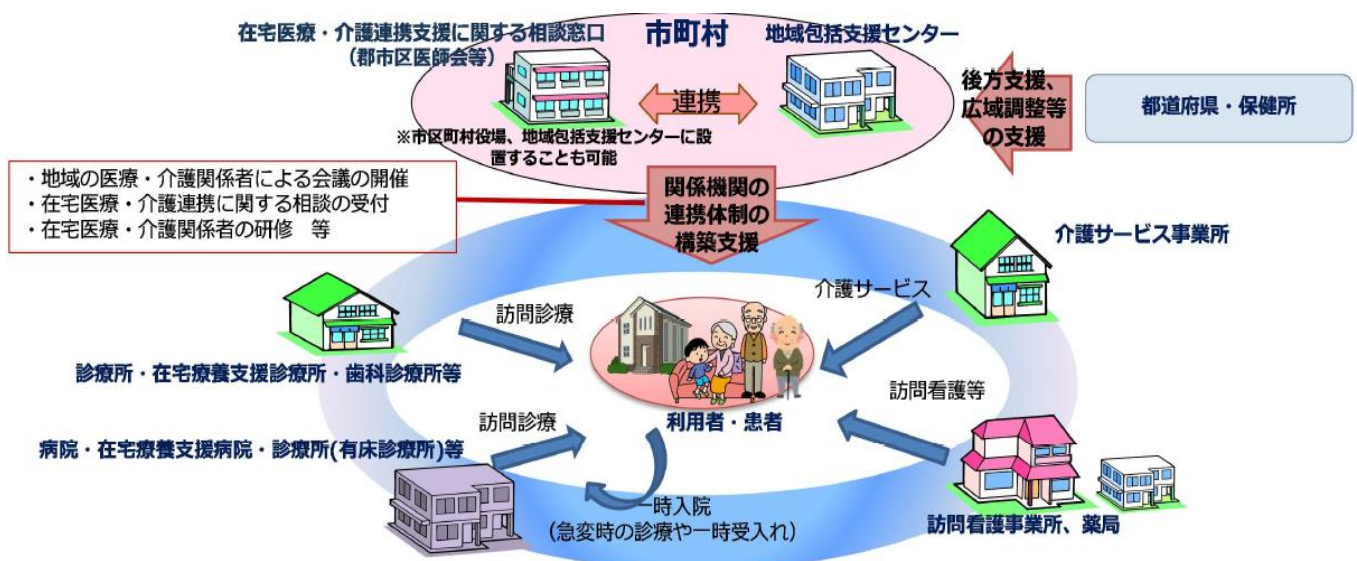 在宅医療・介護連携支援に関する相談窓口
（郡市区医師会等）
市町村
地域包括支援センター
連携
※市区町村役場、地域包括支援センターに設
置することも可能
後方支援、
広域調整等
の支援
都道府県・保健所
・地域の医療・介護関係者による会議の開催
・在宅医療・介護連携に関する相談の受付
・在宅医療・介護関係者の研修　等
関係機関の
連携体制の
構築支援
介護サービス事業所
介護サービス
訪問診療
診療所・在宅療養支援診療所・歯科診療所等
訪問看護等
利用者・患者
訪問診療
病院・在宅療養支援病院・診療所(有床診療所)等
一時入院
（急変時の診療や一時受入れ）
訪問看護事業所、薬局